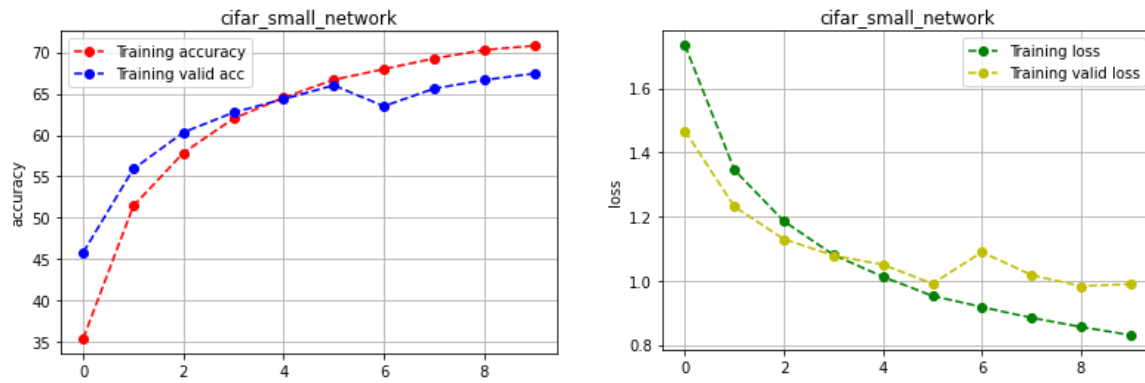 cifar_small_network
Training accuracy
Training valid acc
accuracy
70
65
60
55
50
45
40
35
0
2
4
6
8
cifar_small_network
Training loss
Training valid loss
loss
1.6
1.4
1.2
1.0
0.8
0
2
4
6
8